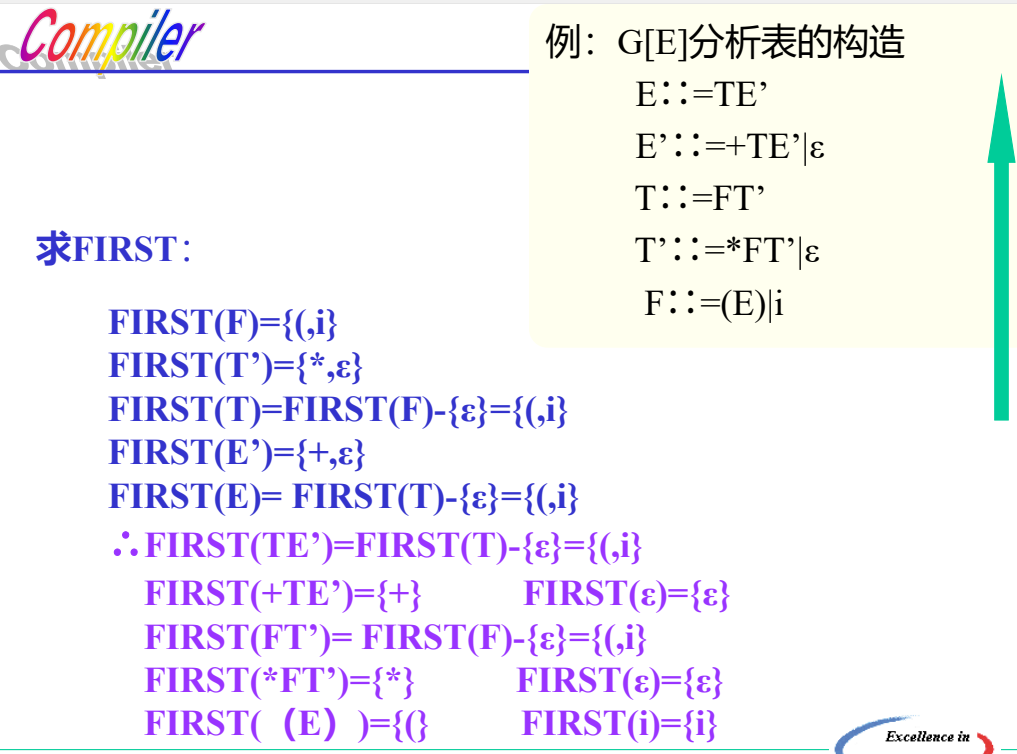 Compiler
例：G[E]分析表的构造
E∷=TE’
E’∷=+TE’|ε
T∷=FT’
T’∷=*FT’|ε
F∷=(E)|i
求FIRST：
FIRST(F)={(,i}
FIRST(T’)={*,ε}
FIRST(T)=FIRST(F)-{ε}={(,i}
FIRST(E’)={+,ε}
FIRST(E)= FIRST(T)-{ε}={(,i}
∴FIRST(TE’)=FIRST(T)-{ε}={(,i}
FIRST(+TE’)={+} FIRST(ε)={ε}
FIRST(FT’)= FIRST(F)-{ε}={(,i}
FIRST(*FT’)={*} FIRST(ε)={ε}
FIRST(（E）)={(} FIRST(i)={i}
Excellence in